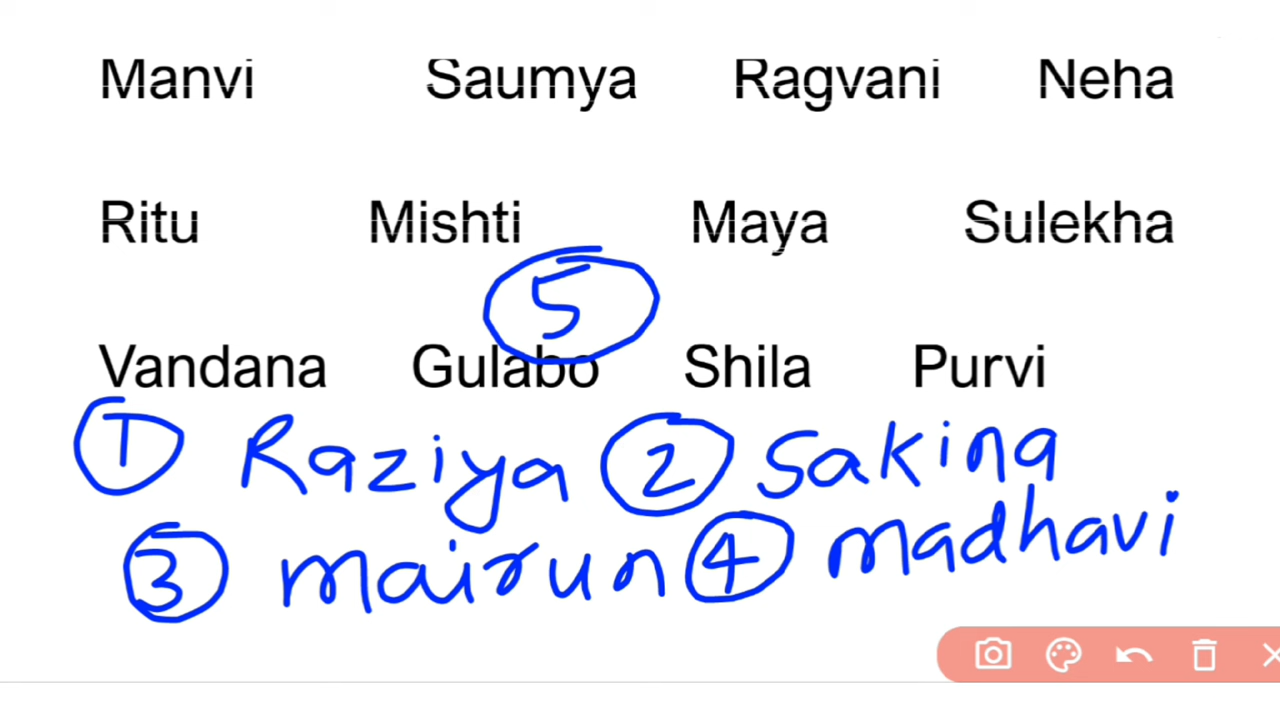 Manvi Saumya Ragvani Neha
Ritu Mishti Maya Sulekha
5
Vandana Gulabo Shila Purvi
1 Raziya 2 Sakina
3 mairun 4 madhavi